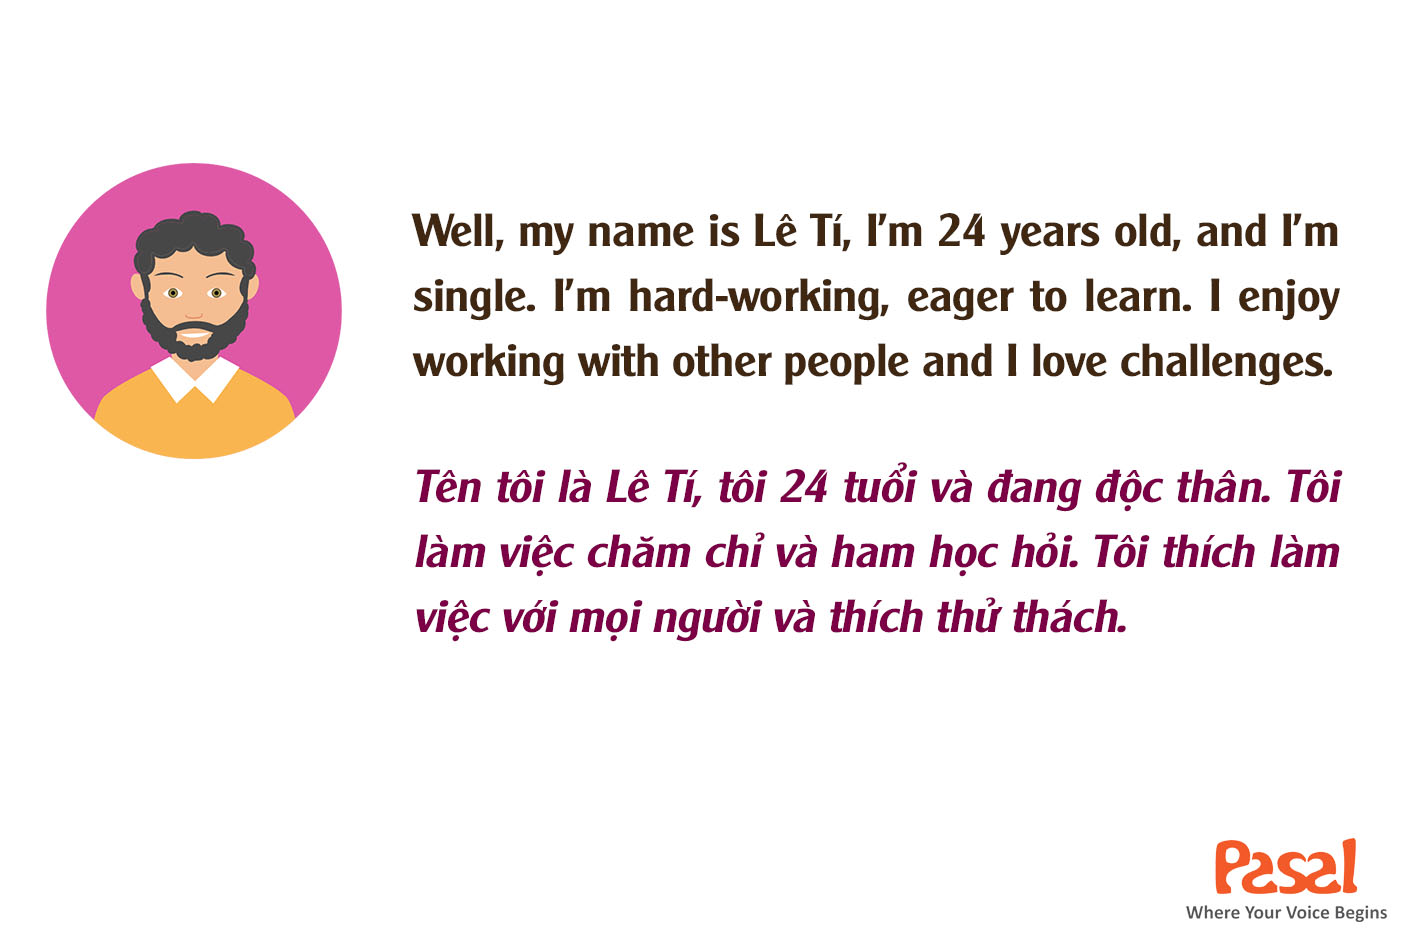 Well, my name is Lê Tí, I’m 24 years old, and I’m
single. I’m hard-working, eager to learn. I enjoy
working with other people and I love challenges.
Tên tôi là Lê Tí, tôi 24 tuổi và đang độc thân. Tôi
làm việc chăm chỉ và ham học hỏi. Tôi thích làm
việc với mọi người và thích thử thách.
Pasal
Where Your Voice Begins